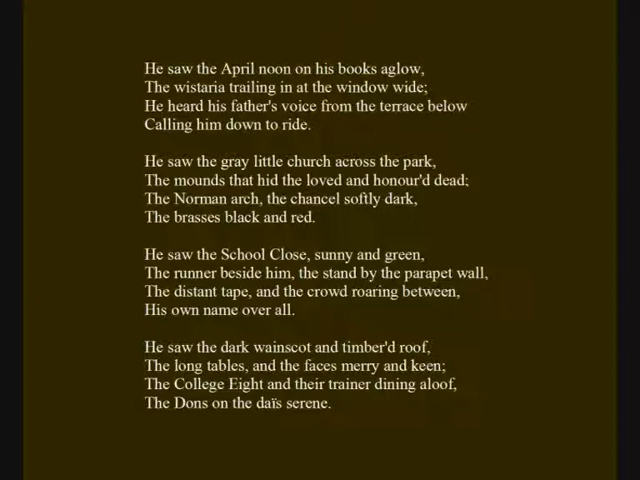 He saw the April noon on his books aglow,
The wistaria trailing in at the window wide;
He heard his father's voice from the terrace below
Calling him down to ride.
He saw the gray little church across the park,
The mounds that hid the loved and honour'd dead;
The Norman arch, the chancel softly dark,
The brasses black and red.
He saw the School Close, sunny and green,
The runner beside him, the stand by the parapet wall,
The distant tape, and the crowd roaring between,
His own name over all.
He saw the dark wainscot and timber'd roof,
The long tables, and the faces merry and keen;
The College Eight and their trainer dining aloof,
The Dons on the daïs serene.